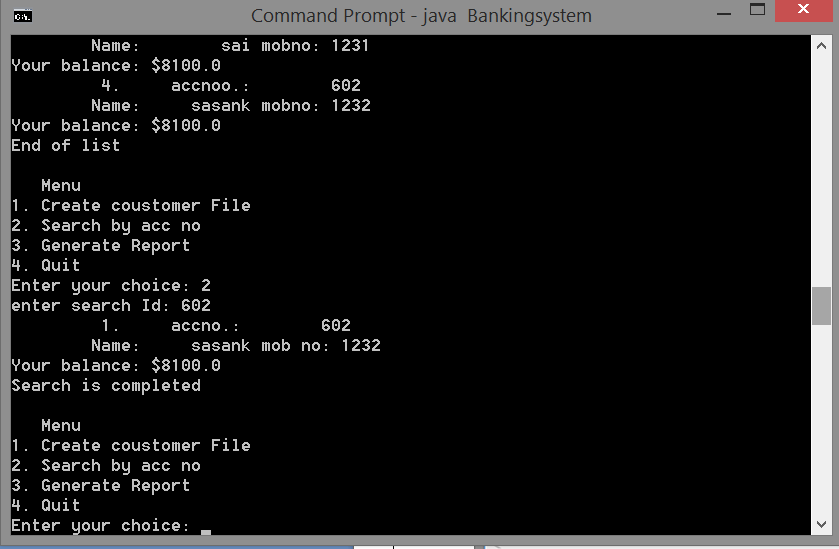 Command Prompt - java Bankingsystem
Name: sai mobno: 1231
Your balance: $8100.0
4. accnoo.: 602
Name: sasank mobno: 1232
Your balance: $8100.0
End of list
Menu
1. Create coustomer File
2. Search by acc no
3. Generate Report
4. Quit
Enter your choice: 2
enter search Id: 602
1. accno.: 602
Name: sasank mob no: 1232
Your balance: $8100.0
Search is completed
Menu
1. Create coustomer File
2. Search by acc no
3. Generate Report
4. Quit
Enter your choice: _